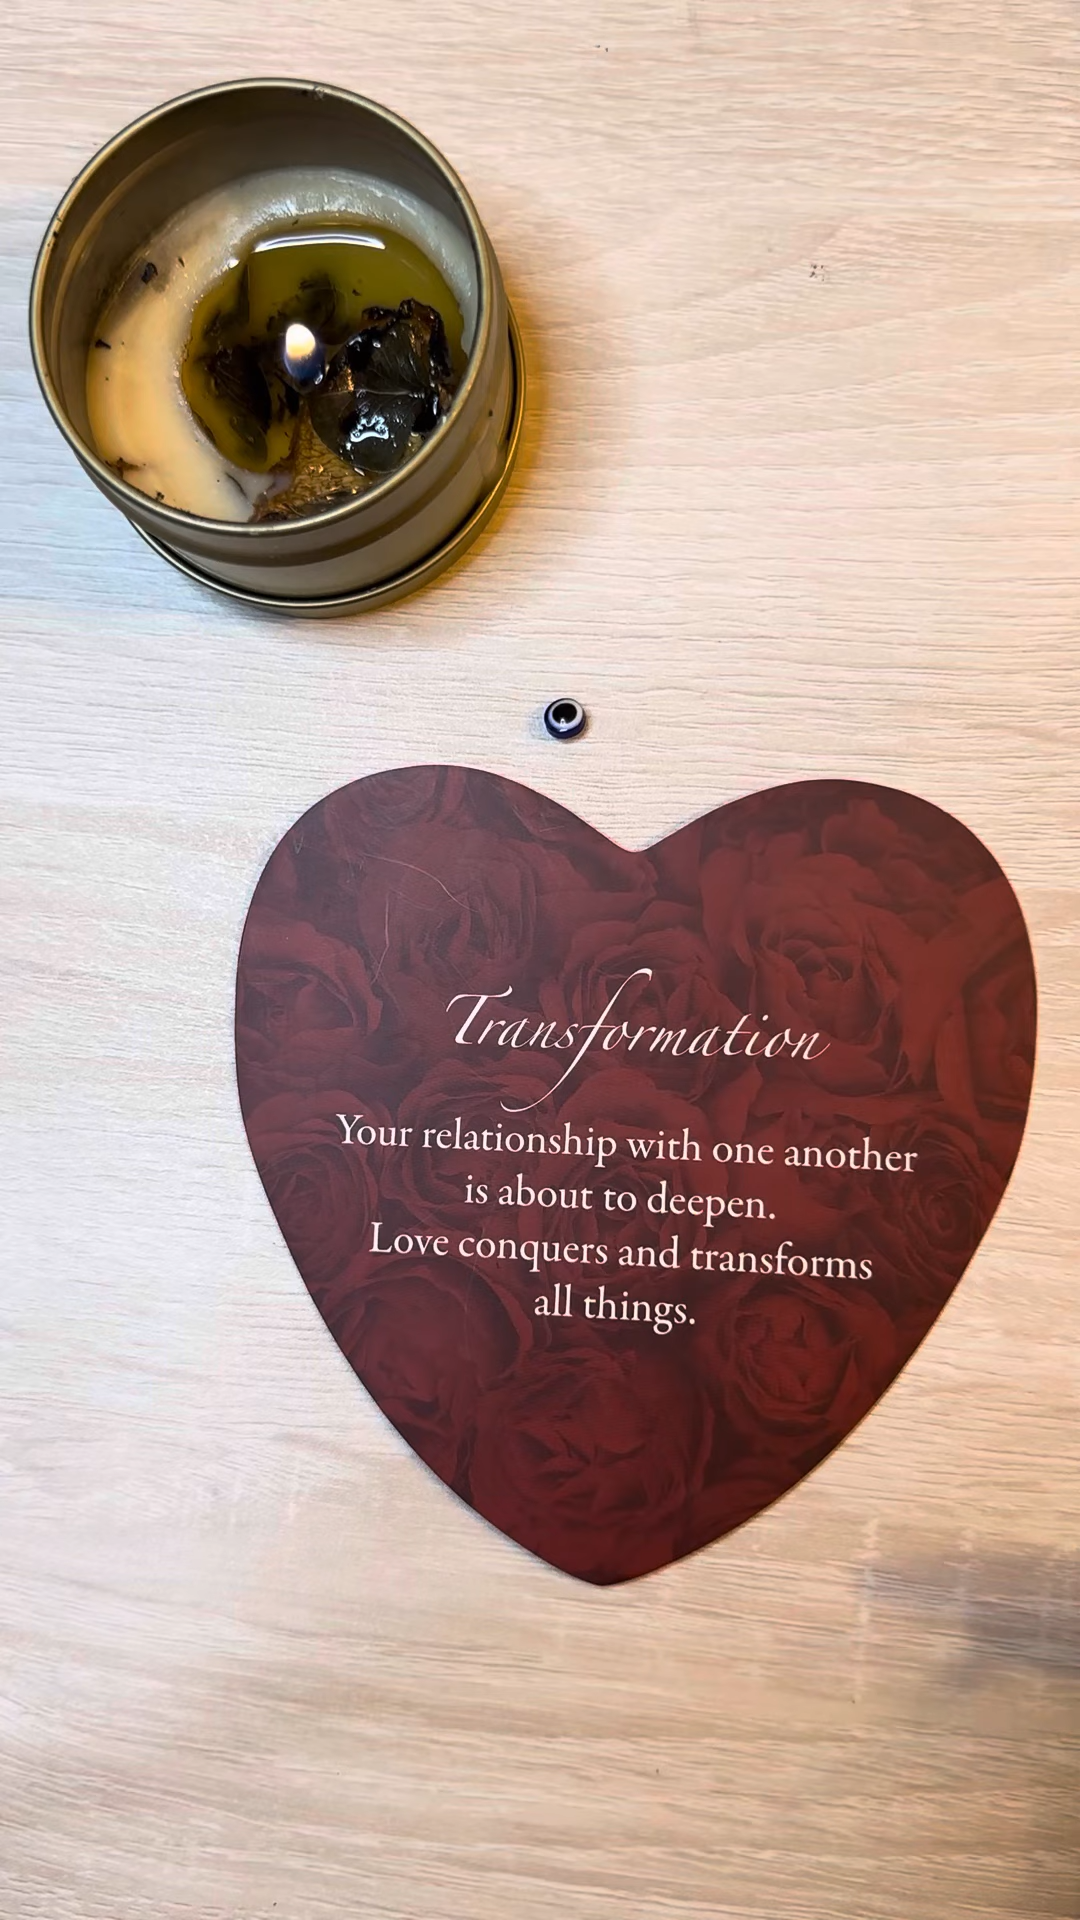 Transformation
Your relationship with one another
is about to deepen.
Love conquers and transforms
all things.